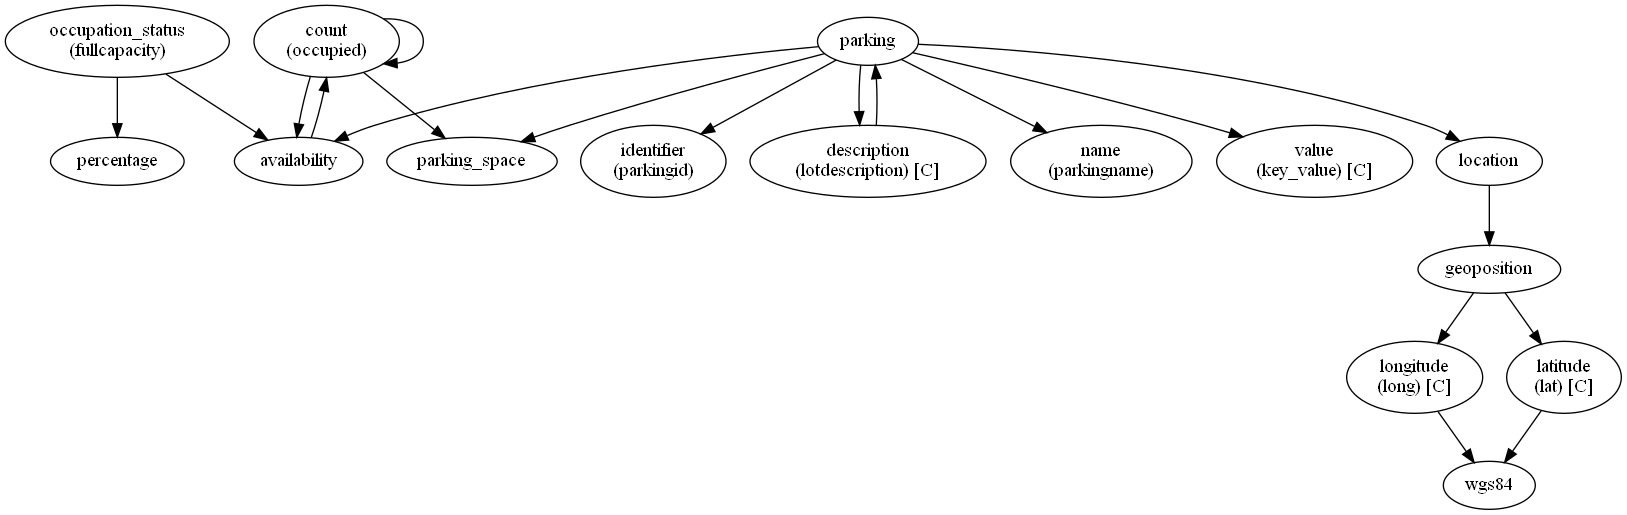 occupation_status
(fullcapacity)
count
(occupied)
parking
percentage
availability
parking_space
identifier
(parkingid)
description
(lotdescription) [C]
name
(parkingname)
value
(key_value) [C]
location
geoposition
longitude
(long) [C]
latitude
(lat) [C]
wgs84